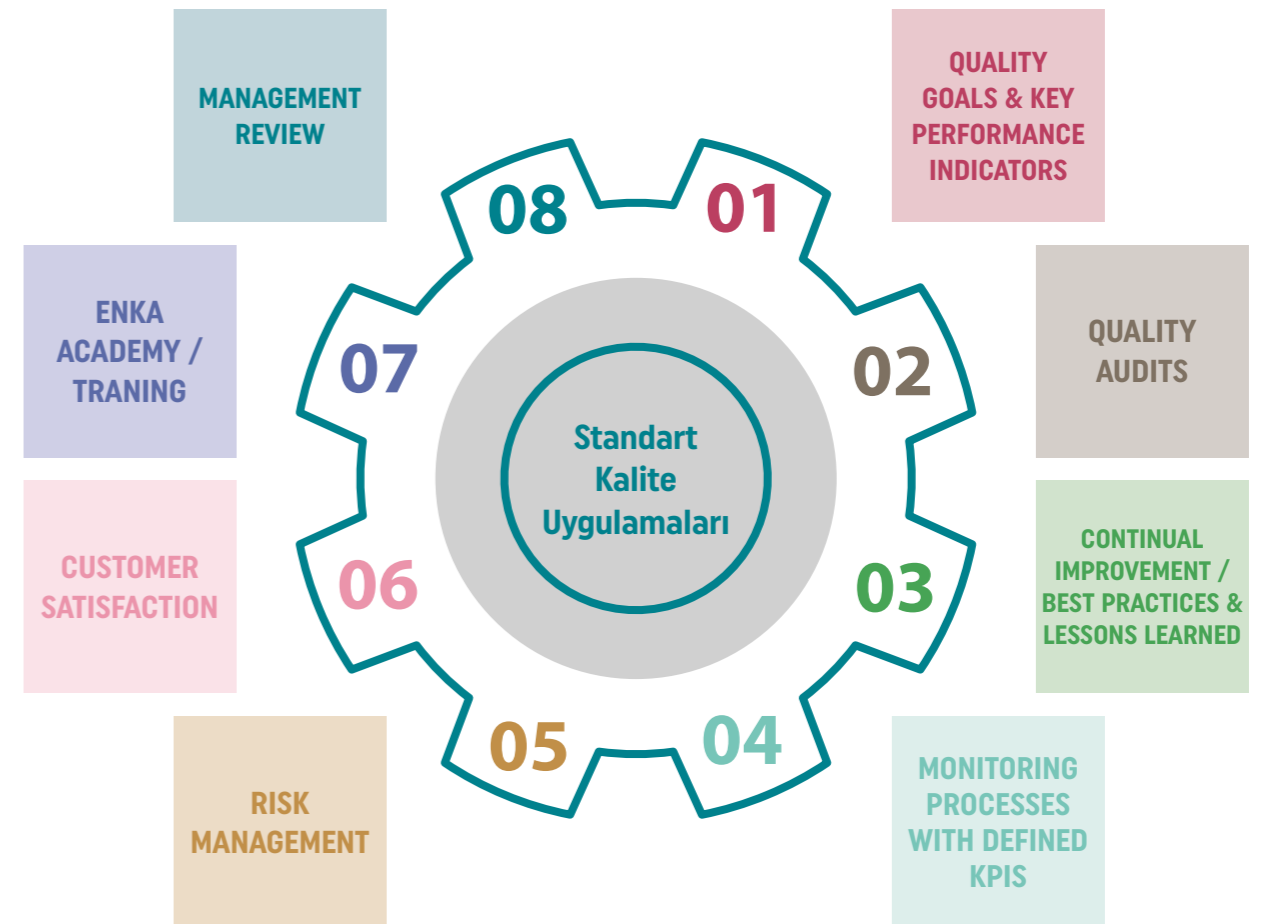 MANAGEMENT
REVIEW
QUALITY
GOALS & KEY
PERFORMANCE
INDICATORS
08
01
ENKA
ACADEMY /
TRANING
07
02
QUALITY
AUDITS
Standart
Kalite
Uygulamaları
CUSTOMER
SATISFACTION
06
03
CONTINUAL
IMPROVEMENT /
BEST PRACTICES &
LESSONS LEARNED
05
04
RISK
MANAGEMENT
MONITORING
PROCESSES
WITH DEFINED
KPIS